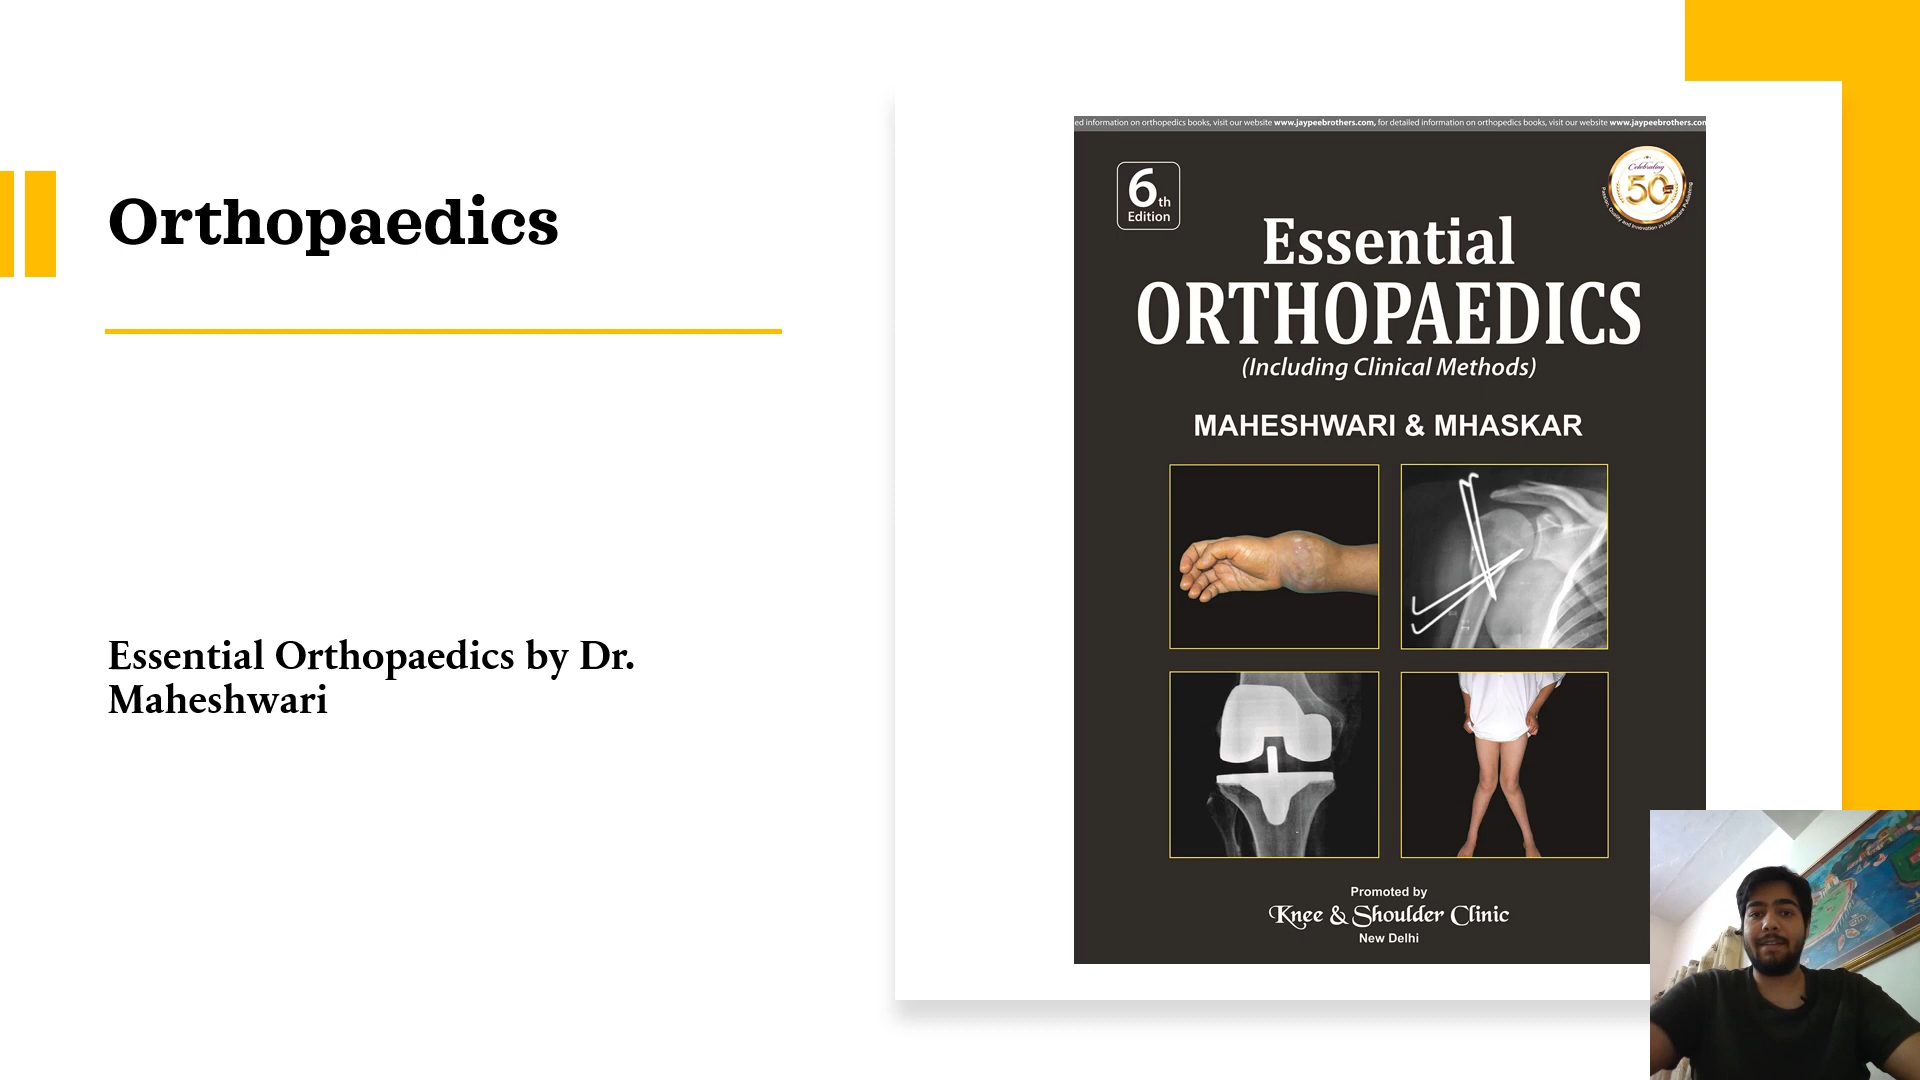 Orthopaedics
Essential Orthopaedics by Dr.
Maheshwari
ed information on orthopedics books, visit our website www.jaypeebrothers.com, for detailed information on orthopedics books, visit our website www.jaypeebrothers.com
6th
Edition
Celebrating
50
Essential
ORTHOPAEDICS
(Including Clinical Methods)
MAHESHWARI & MHASKAR
Promoted by
Knee & Shoulder Clinic
New Delhi